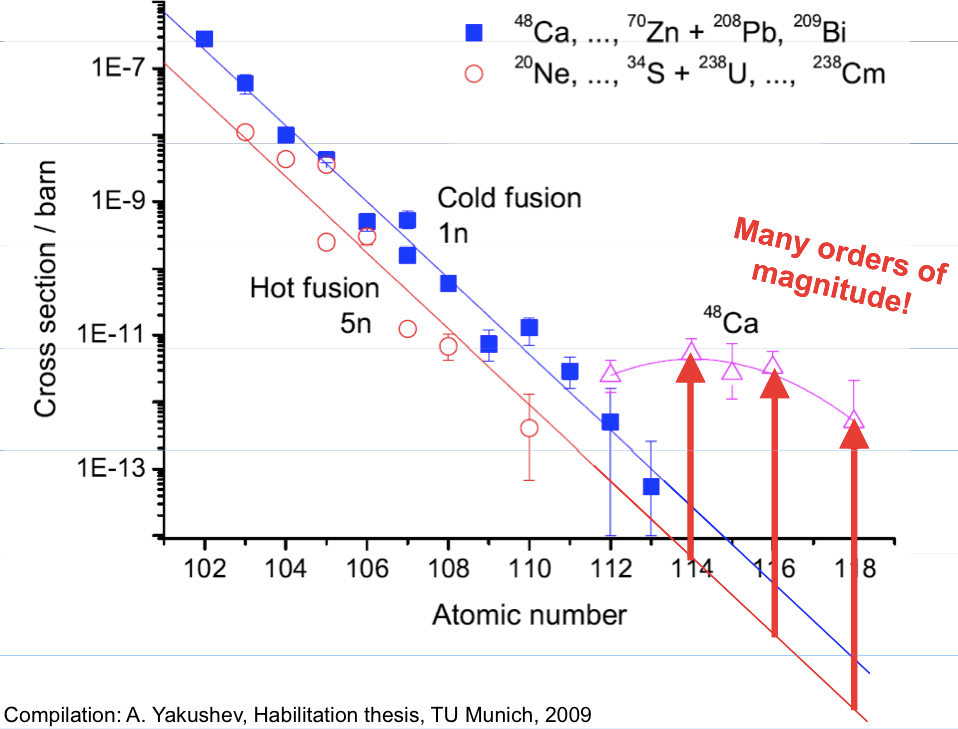 ⁴⁸Ca, ..., ⁷⁰Zn + ²⁰⁸Pb, ²⁰⁹Bi
²⁰Ne, ..., ³⁴S + ²³⁸U, ..., ²³⁸Cm
1E-7
1E-9
1E-11
1E-13
Cross section / barn
Cold fusion
1n
Hot fusion
5n
Many orders of
magnitude!
⁴⁸Ca
102 104 106 108 110 112 114 116 118
Atomic number
Compilation: A. Yakushev, Habilitation thesis, TU Munich, 2009